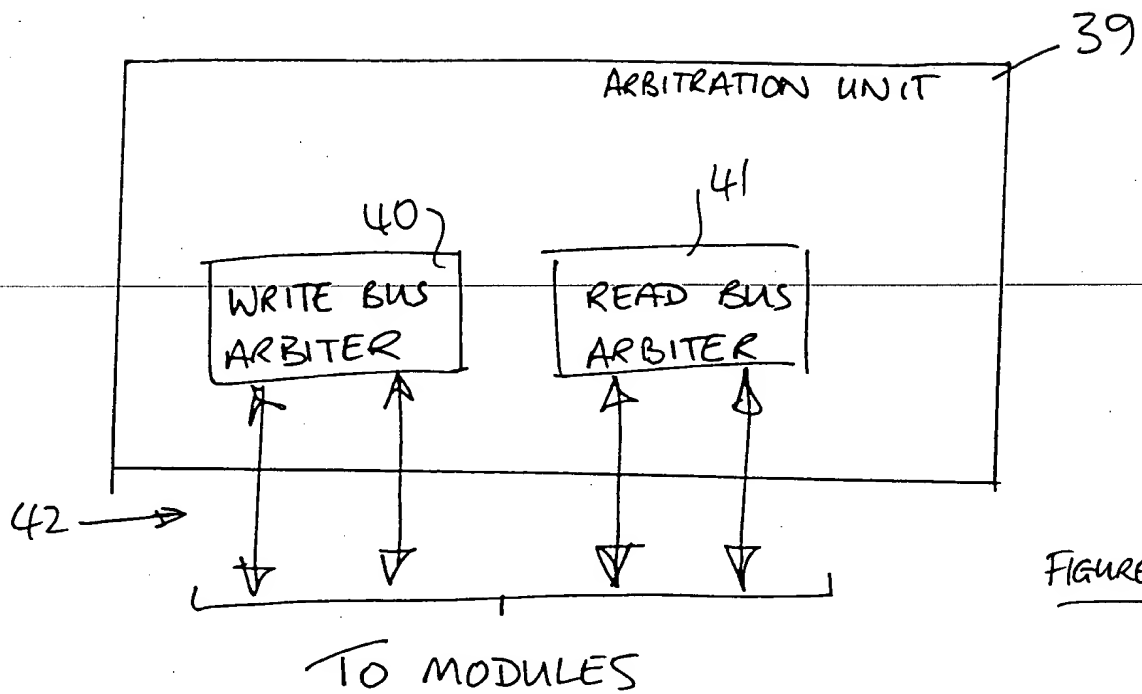 39
ARBITRATION UNIT
40
41
WRITE BUS
ARBITER
READ BUS
ARBITER
42
FIGURE
TO MODULES